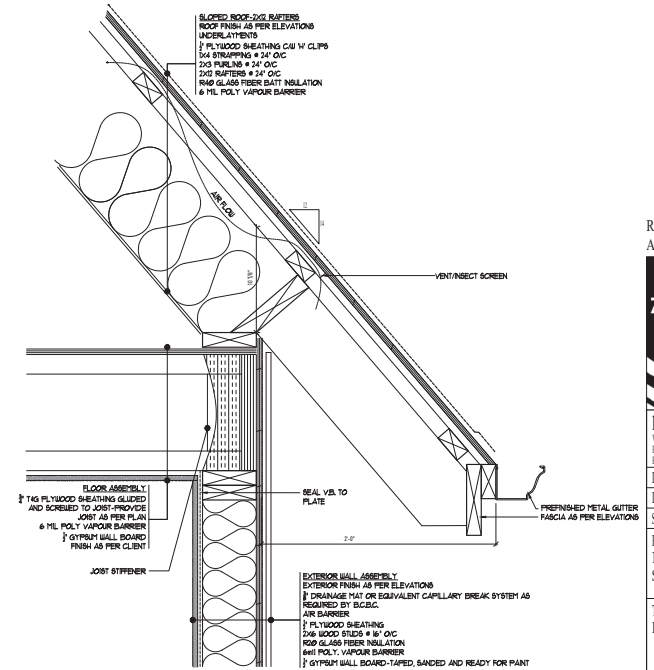 SLOPED ROOF-2X12 RAFTERS
ROOF FINISH AS PER ELEVATIONS
UNDERLAYMENTS
½" PLYWOOD SHEATHING C/W 'H' CLIPS
1X4 STRAPPING @ 24" O/C
2X3 PURLINS @ 24" O/C
2X12 RAFTERS @ 24" O/C
R40 GLASS FIBER BATT INSULATION
6 MIL POLY VAPOUR BARRIER
AIR FLOW
12
10 7/8"
VENT/INSECT SCREEN
FLOOR ASSEMBLY
T&G PLYWOOD SHEATHING GLUDED
AND SCREWED TO JOIST-PROVIDE
JOIST AS PER PLAN
6 MIL POLY VAPOUR BARRIER
½" GYPSUM WALL BOARD
FINISH AS PER CLIENT
JOIST STIFFENER
SEAL V.B. TO
PLATE
2'-0"
PREFINISHED METAL GUTTER
FASCIA AS PER ELEVATIONS
EXTERIOR WALL ASSEMBLY
EXTERIOR FINISH AS PER ELEVATIONS
DRAINAGE MAT OR EQUIVALENT CAPILLARY BREAK SYSTEM AS
REQUIRED BY B.C.B.C.
AIR BARRIER
½" PLYWOOD SHEATHING
2X6 WOOD STUDS @ 16" O/C
R20 GLASS FIBER INSULATION
6mil POLY. VAPOUR BARRIER
½" GYPSUM WALL BOARD-TAPED, SANDED AND READY FOR PAINT
R
A